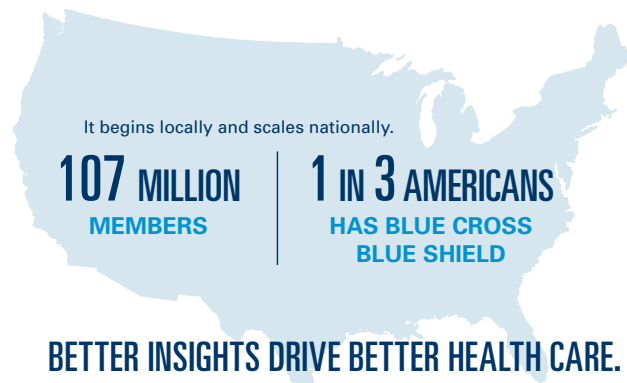 It begins locally and scales nationally.
107 MILLION
MEMBERS
1 IN 3 AMERICANS
HAS BLUE CROSS
BLUE SHIELD
BETTER INSIGHTS DRIVE BETTER HEALTH CARE.